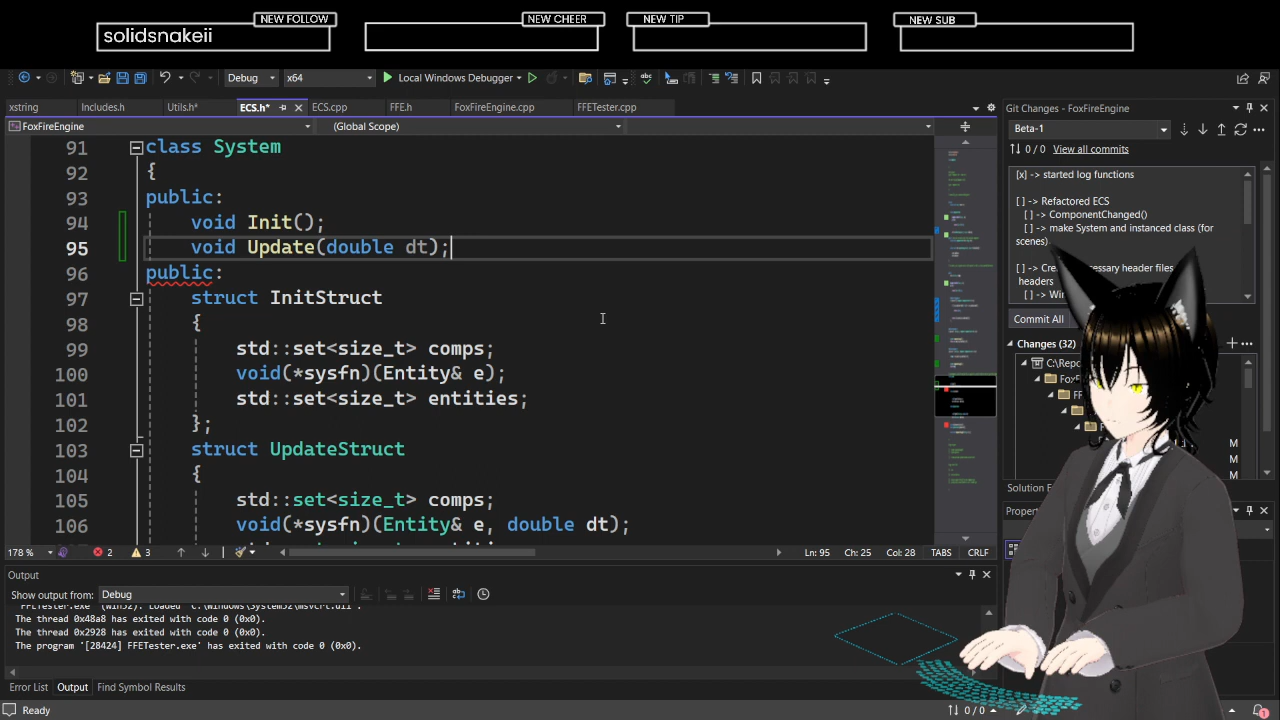 NEW FOLLOW
solidsnakeii
NEW CHEER
NEW TIP
NEW SUB
Debug
x64
Local Windows Debugger
xstring
Includes.h
Utils.h*
ECS.h*
ECS.cpp
FFE.h
FoxFireEngine.cpp
FFETester.cpp
FoxFireEngine
(Global Scope)
91 class System
92 {
93 public:
94 void Init();
95 void Update(double dt);
96 public:
97 struct InitStruct
98 {
99 std::set<size_t> comps;
100 void(*sysfn)(Entity& e);
101 std::set<size_t> entities;
102 };
103 struct UpdateStruct
104 {
105 std::set<size_t> comps;
106 void(*sysfn)(Entity& e, double dt);
178 %
2
3
Ln: 95
Ch: 25
Col: 28
TABS
CRLF
Git Changes - FoxFireEngine
Beta-1
0 / 0
View all commits
[x] -> started log functions
[ ] -> Refactored ECS
[ ] -> ComponentChanged()
[ ] -> make System and instanced class (for
scenes)
Commit All
Changes (32)
M
M
M
Output
Show output from:
Debug
The thread 0x48a8 has exited with code 0 (0x0).
The thread 0x2928 has exited with code 0 (0x0).
The program '[28424] FFETester.exe' has exited with code 0 (0x0).
Error List
Output
Find Symbol Results
Ready
0 / 0